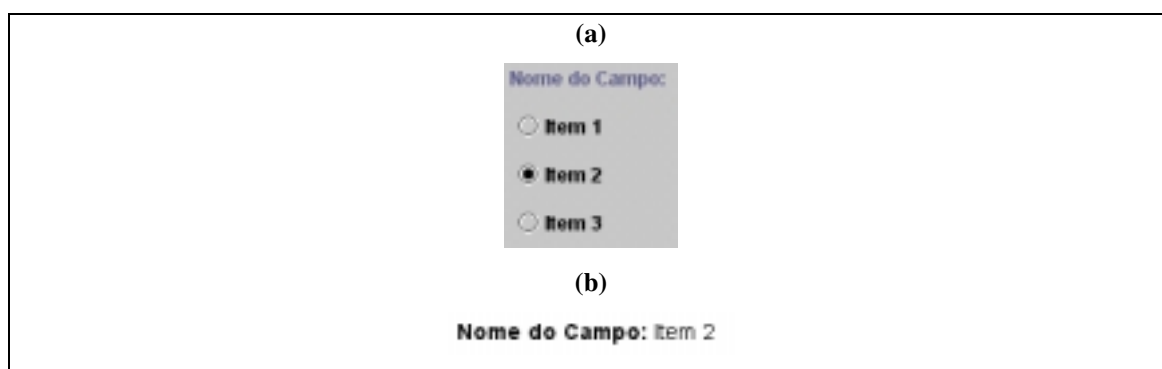 (a)
Nome do Campo:
Item 1
Item 2
Item 3
(b)
Nome do Campo: Item 2